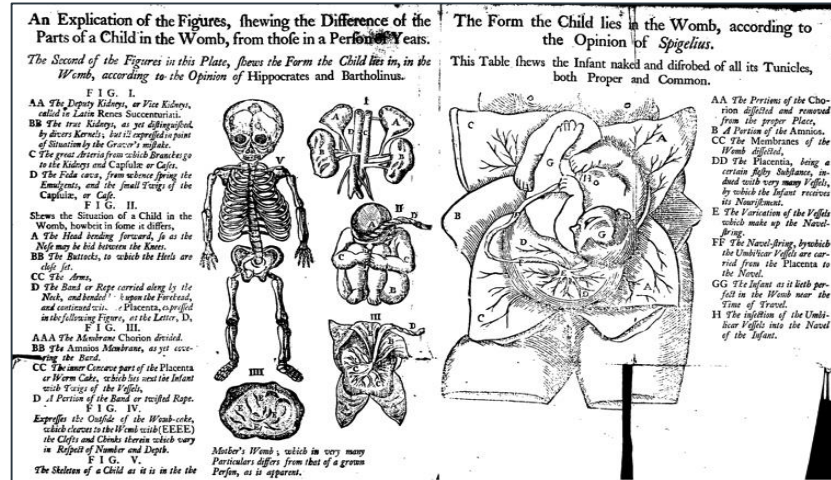 An Explication of the Figures, ſhewing the Difference of the
Parts of a Child in the Womb, from thoſe in a Perſon of Years.
The Second of the Figures in this Plate, ſhews the Form the Child lies in, in the
Womb, according to the Opinion of Hippocrates and Bartholinus.
FIG. I.
AA The Deputy Kidneys, or Vice Kidneys,
called in Latin Renes Succenturiati.
BB The true Kidneys, as yet diſtinguiſhed
by divers Kernels; but it expreſſed in point
of Situation by the Graver's miſtake.
C The great Arteria from which Branches go
to the Kidneys and Capſulæ or Caſes.
D The cava, from whence ſpring the
Emulgents, and the ſmall Twigs of the
Capſulæ, or Caſe.
FIG. II.
Shews the Situation of a Child in the
Womb, howbeit in ſome it differs,
A The Head bending forward, ſo as the
Noſe may be hid between the Knees.
BB The Buttocks, to which the Heels are
cloſe ſet.
CC The Arms,
D The Band or Rope carried along by the
Neck, and bended upon the Forehead,
and continued Placenta, expreſſed
in the following Figure, at the Letter, D,
FIG. III.
AAA The Membrane Chorion divided.
BB The Amnios Membrane, as yet cove-
ring the Band.
CC The inner Concave part of the Placenta
or Worm Cake, which lies next the Infant
with Twigs of the Veſſels,
D A Portion of the Band or twiſted Rope.
FIG. IV.
Expreſſes the Outſide of the Womb-cake,
which cleaves to the Womb with (EEEE)
the Clefts and Chinks therein which vary
in Reſpect of Number and Depth.
FIG. V.
The Skeleton of a Child as it is in the the
Mother's Womb; which in very many
Particulars differs from that of a grown
Perſon, as is apparent.
V
I
II
III
IIII
The Form the Child lies in the Womb, according to
the Opinion of Spigelius.
This Table ſhews the Infant naked and diſrobed of all its Tunicles,
both Proper and Common.
AA The Portions of the Cho-
rion diſſected and removed
from the proper Place,
B A Portion of the Amnios.
CC The Membranes of the
Womb diſſected,
DD The Placentia, being a
certain fleſhy Subſtance, in-
dued with very many Veſſels,
by which the Infant receives
its Nouriſhment.
E The Varication of the Veſſels
which make up the Navel-
ſtring.
FF The Navel-ſtring, by which
the Umbilicar Veſſels are car-
ried from the Placenta to
the Navel.
GG The Infant as it lieth per-
fect in the Womb near the
Time of Travel.
H The inſection of the Umbi-
licar Veſſels into the Navel
of the Infant.